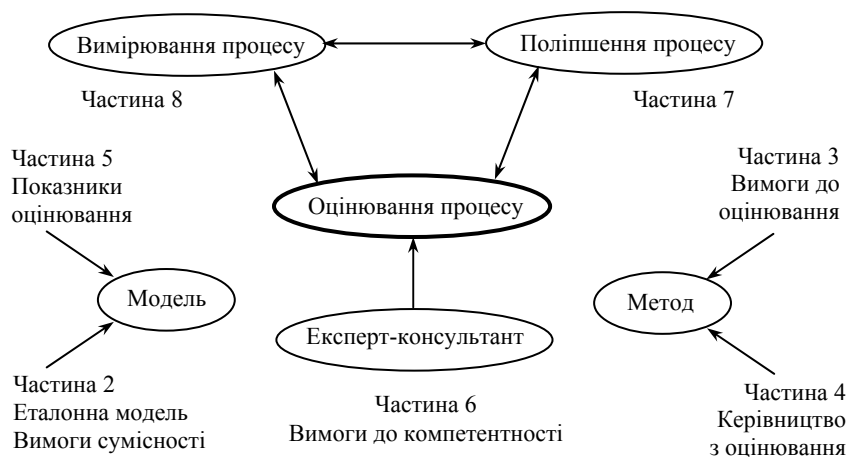 Вимірювання процесу
Поліпшення процесу
Частина 8
Частина 7
Частина 5
Показники
оцінювання
Частина 3
Вимоги до
оцінювання
Оцінювання процесу
Модель
Метод
Експерт-консультант
Частина 2
Еталонна модель
Вимоги сумісності
Частина 6
Вимоги до компетентності
Частина 4
Керівництво
з оцінювання